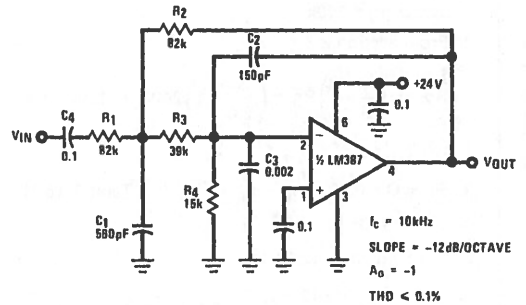 R2
82k
C2
150pF
+24V
C4
R1
R3
0.1
6
VIN
0.1
82k
39k
2
−
½ LM387
4
VOUT
C3
0.002
R4
15k
+
1
3
C1
560pF
0.1
fC = 10kHz
SLOPE = −12dB/OCTAVE
Ao = −1
THD < 0.1%